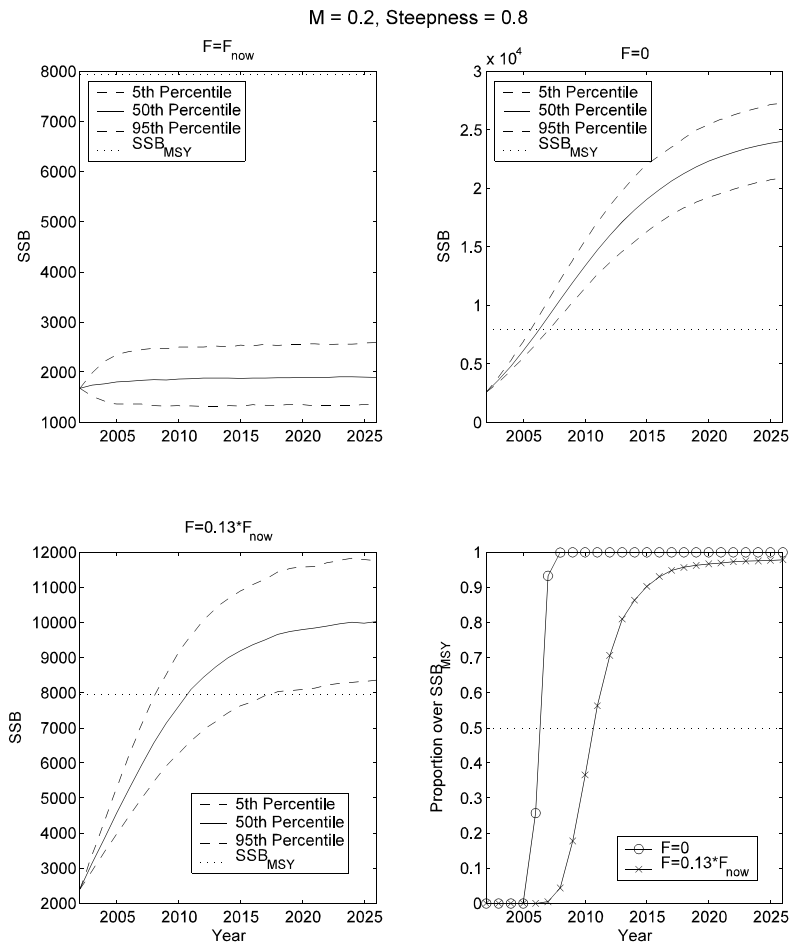 M = 0.2, Steepness = 0.8
F=F_now
8000
7000
6000
5000
4000
3000
2000
1000
SSB
5th Percentile
50th Percentile
95th Percentile
SSB_MSY
2005 2010 2015 2020 2025
F=0
x 10^4
3
2.5
2
1.5
1
0.5
0
SSB
5th Percentile
50th Percentile
95th Percentile
SSB_MSY
2005 2010 2015 2020 2025
F=0.13*F_now
12000
11000
10000
9000
8000
7000
6000
5000
4000
3000
2000
SSB
5th Percentile
50th Percentile
95th Percentile
SSB_MSY
2005 2010 2015 2020 2025
Year
1
0.9
0.8
0.7
0.6
0.5
0.4
0.3
0.2
0.1
0
Proportion over SSB_MSY
F=0
F=0.13*F_now
2005 2010 2015 2020 2025
Year